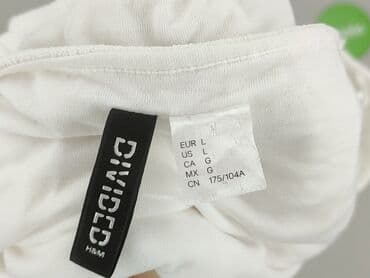 DIVIDED
H&M
EUR L
US L
CA G
MX G
CN 175/104A